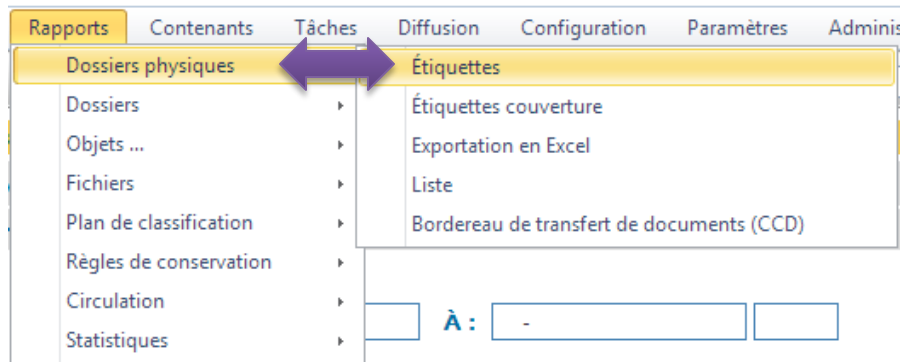 Rapports Contenants Tâches Diffusion Configuration Paramètres Adminis
Dossiers physiques Étiquettes
Dossiers Étiquettes couverture
Objets ... Exportation en Excel
Fichiers Liste
Plan de classification Bordereau de transfert de documents (CCD)
Règles de conservation
Circulation À : -
Statistiques